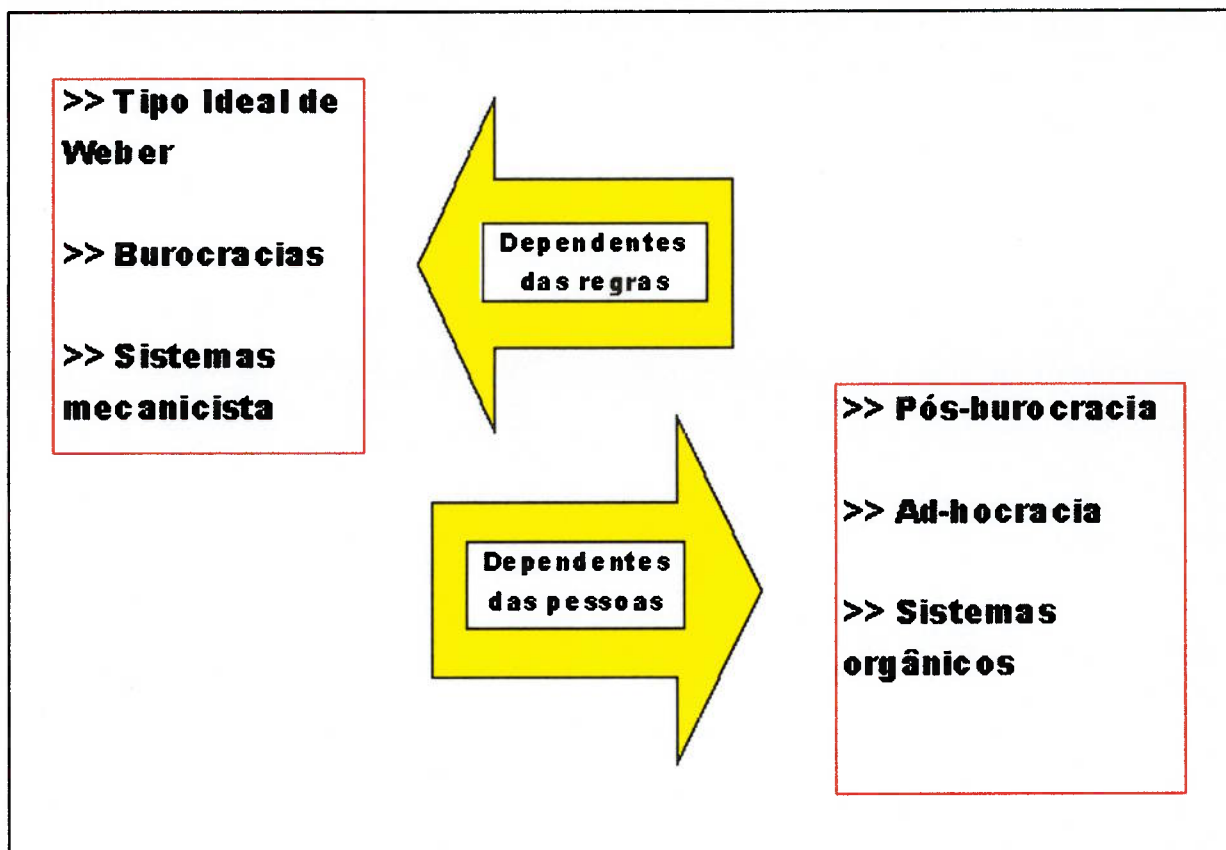 >> Tipo Ideal de
Weber
>> Burocracias
>> Sistemas
mecanicista
Dependentes
das regras
Dependentes
das pessoas
>> Pós-burocracia
>> Ad-hocracia
>> Sistemas
orgânicos